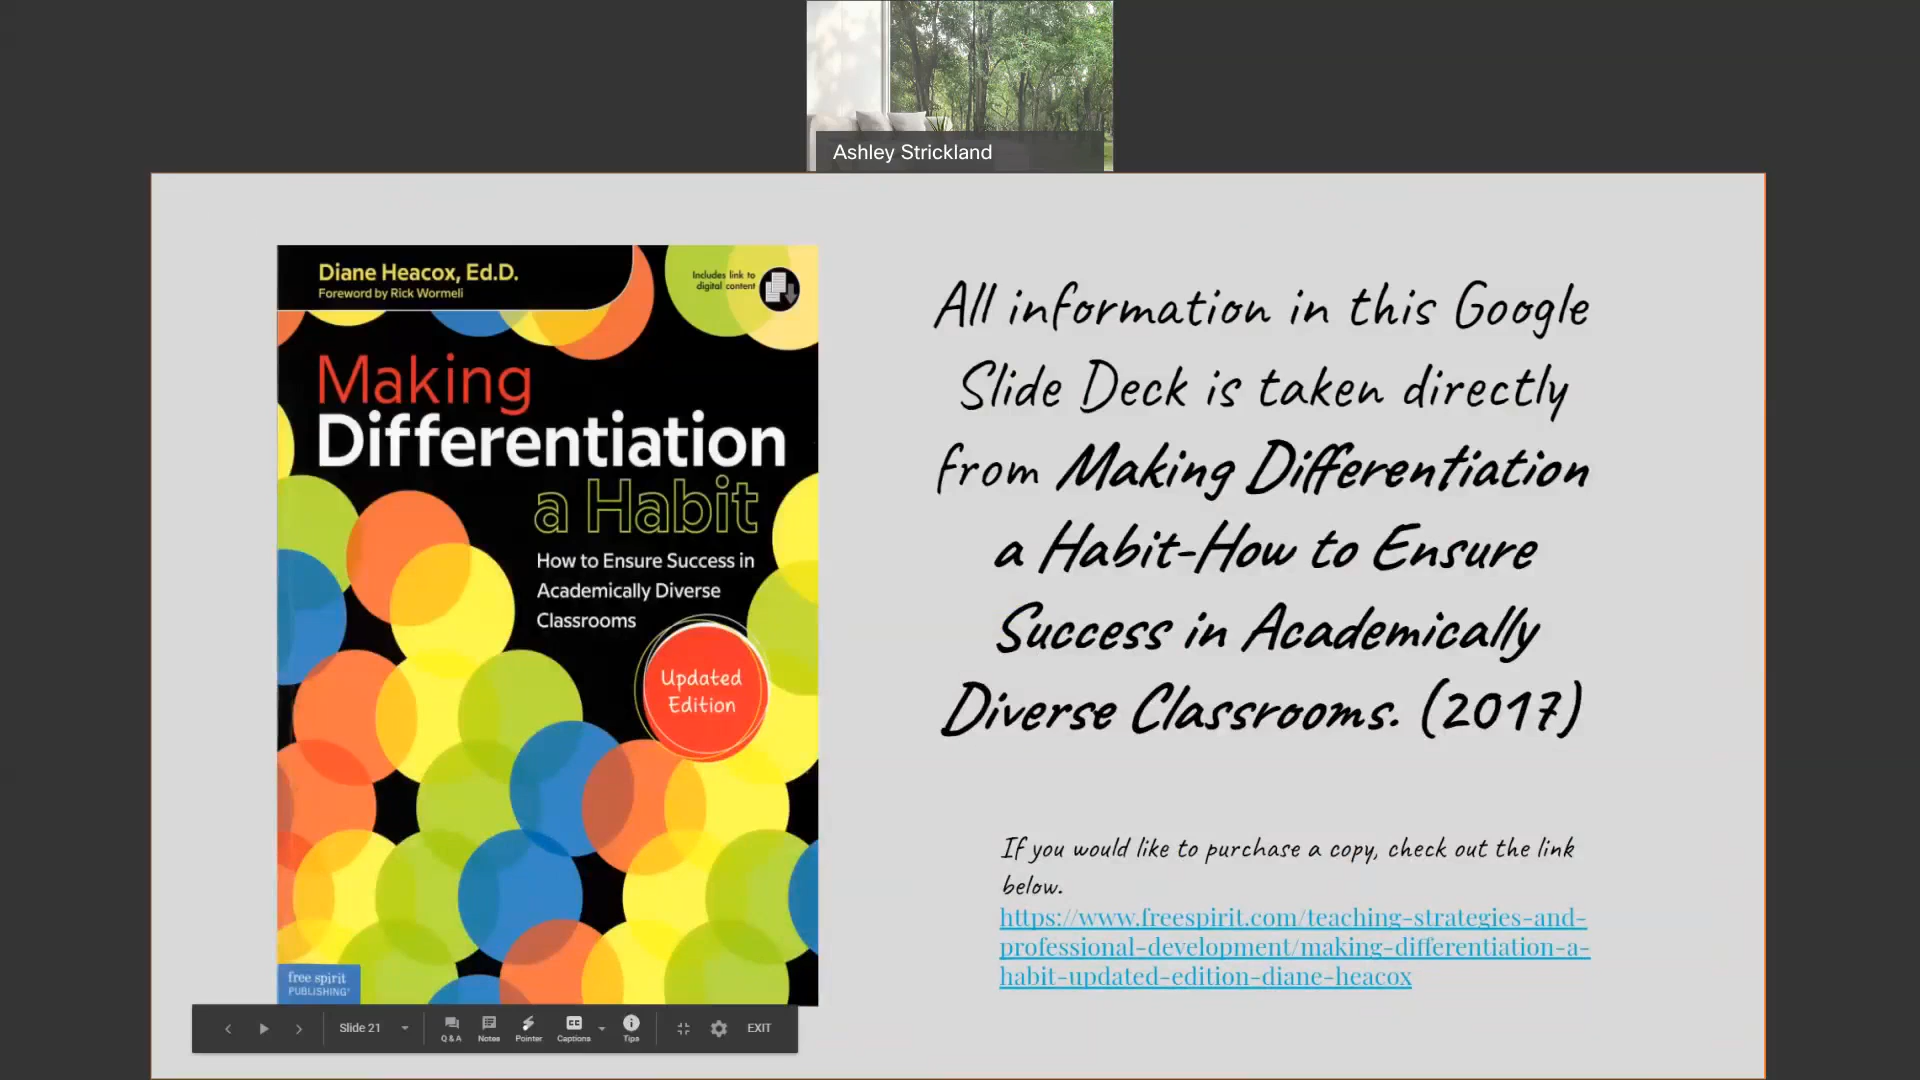 Ashley Strickland
Diane Heacox, Ed.D.
Foreword by Rick Wormeli
Includes link to
digital content
Making
Differentiation
a Habit
How to Ensure Success in
Academically Diverse
Classrooms
Updated
Edition
free spirit
PUBLISHING®
All information in this Google
Slide Deck is taken directly
from Making Differentiation
a Habit-How to Ensure
Success in Academically
Diverse Classrooms. (2017)
If you would like to purchase a copy, check out the link
below.
https://www.freespirit.com/teaching-strategies-and-
professional-development/making-differentiation-a-
habit-updated-edition-diane-heacox
Slide 21
Q & A
Notes
Pointer
CC
Captions
Tips
EXIT